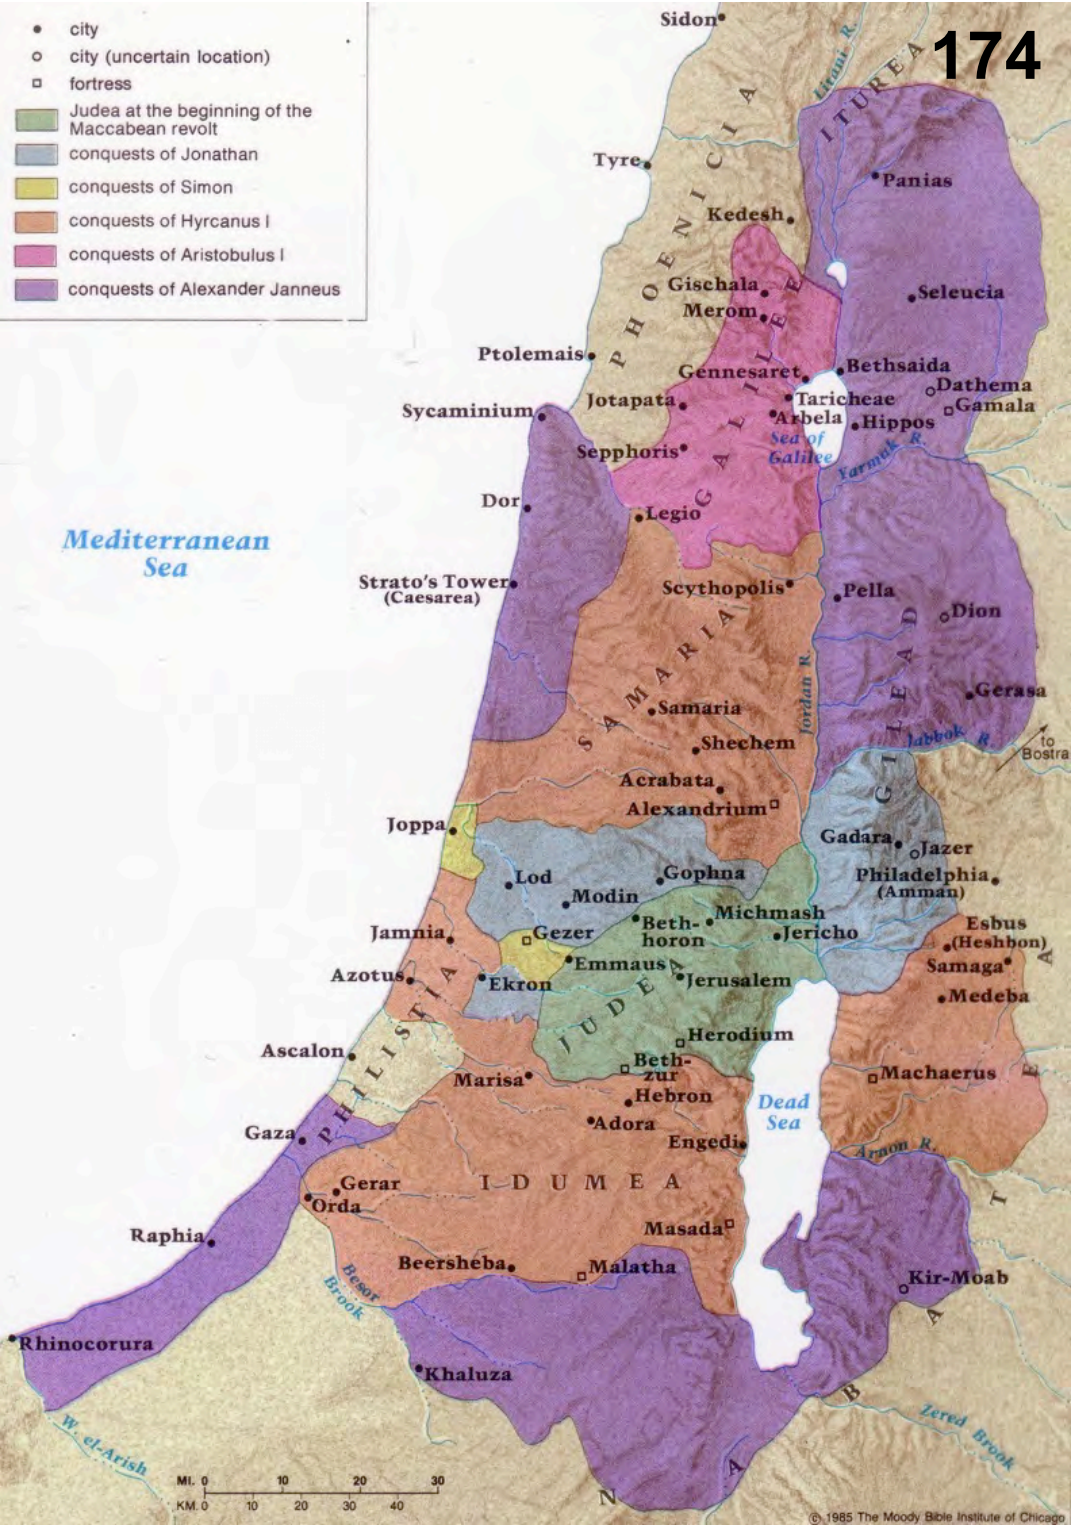 174
city
city (uncertain location)
fortress
Judea at the beginning of the
Maccabean revolt
conquests of Jonathan
conquests of Simon
conquests of Hyrcanus I
conquests of Aristobulus I
conquests of Alexander Janneus
Sidon
Litani R.
ITUREA
PHOENICIA
Tyre
Panias
Kedesh
Gischala
Seleucia
Merom
GALILEE
Ptolemais
Bethsaida
Gennesaret
Dathema
Jotapata
Taricheae
Gamala
Sycaminium
Arbela
Hippos
Sea of
Galilee
Yarmuk R.
Sepphoris
Dor
Legio
Mediterranean
Sea
Strato's Tower
(Caesarea)
Scythopolis
Pella
Dion
SAMARIA
Jordan R.
GILEAD
Gerasa
Samaria
Shechem
Jabbok R.
to
Bostra
Acrabata
Alexandrium
Joppa
Gadara
Jazer
Lod
Gophna
Philadelphia
(Amman)
Modin
Michmash
Beth-
horon
Jericho
Esbus
(Heshbon)
Jamnia
Gezer
Emmaus
Samaga
Azotus
Ekron
Jerusalem
JUDEA
Medeba
PHILISTIA
Herodium
Ascalon
Beth-
zur
Marisa
Machaerus
Hebron
Dead
Sea
Adora
Gaza
Engedi
Arnon R.
Gerar
IDUMEA
Orda
Raphia
Masada
Beersheba
Malatha
Besor
Brook
Kir-Moab
Rhinocorura
Khaluza
NABATEA
Zered Brook
W. el-Arish
MI. 0 10 20 30
KM. 0 10 20 30 40
© 1985 The Moody Bible Institute of Chicago